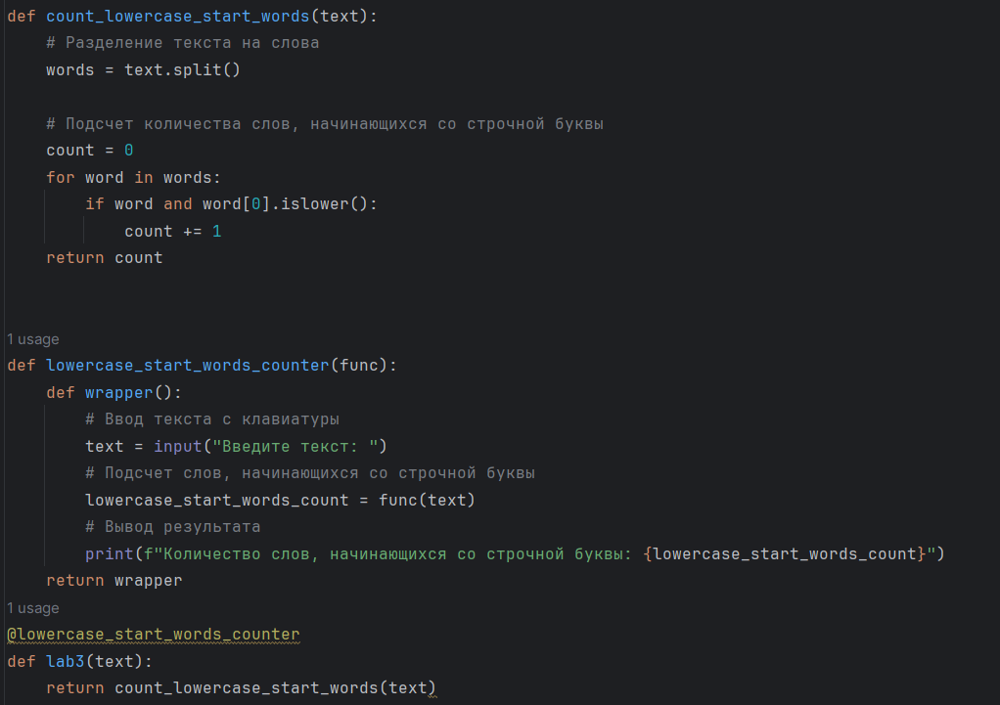 def count_lowercase_start_words(text):
    # Разделение текста на слова
    words = text.split()
    # Подсчет количества слов, начинающихся со строчной буквы
    count = 0
    for word in words:
        if word and word[0].islower():
            count += 1
    return count
1 usage
def lowercase_start_words_counter(func):
    def wrapper():
        # Ввод текста с клавиатуры
        text = input("Введите текст: ")
        # Подсчет слов, начинающихся со строчной буквы
        lowercase_start_words_count = func(text)
        # Вывод результата
        print(f"Количество слов, начинающихся со строчной буквы: {lowercase_start_words_count}")
    return wrapper
1 usage
@lowercase_start_words_counter
def lab3(text):
    return count_lowercase_start_words(text)